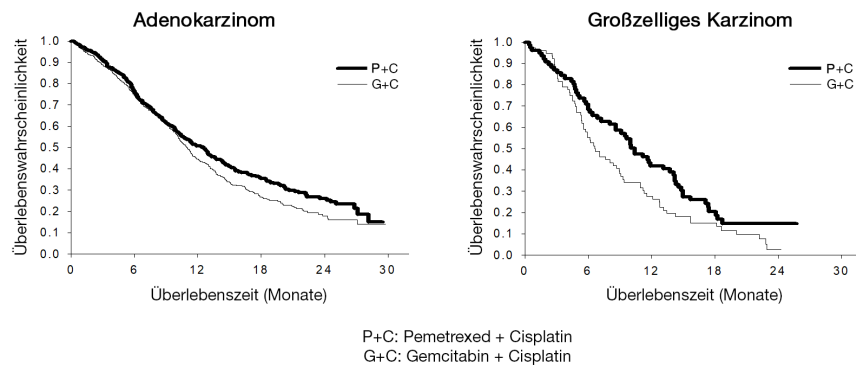 Adenokarzinom
Überlebenswahrscheinlichkeit
1.0
0.9
0.8
0.7
0.6
0.5
0.4
0.3
0.2
0.1
0.0
P+C
G+C
0 6 12 18 24 30
Überlebenszeit (Monate)
Großzelliges Karzinom
Überlebenswahrscheinlichkeit
1.0
0.9
0.8
0.7
0.6
0.5
0.4
0.3
0.2
0.1
0.0
P+C
G+C
0 6 12 18 24 30
Überlebenszeit (Monate)
P+C: Pemetrexed + Cisplatin
G+C: Gemcitabin + Cisplatin